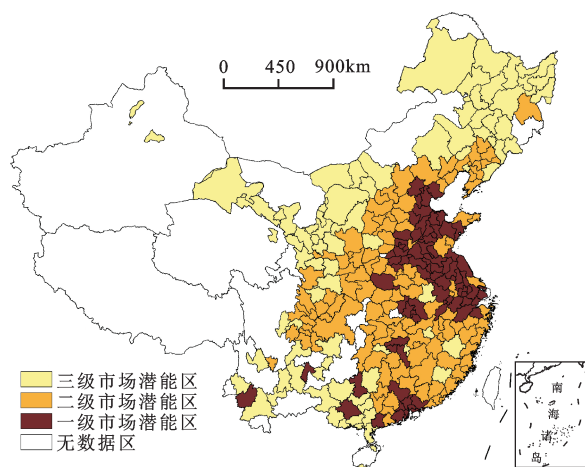 0 450 900km
三级市场潜能区
二级市场潜能区
一级市场潜能区
无数据区
南
海
诸
岛